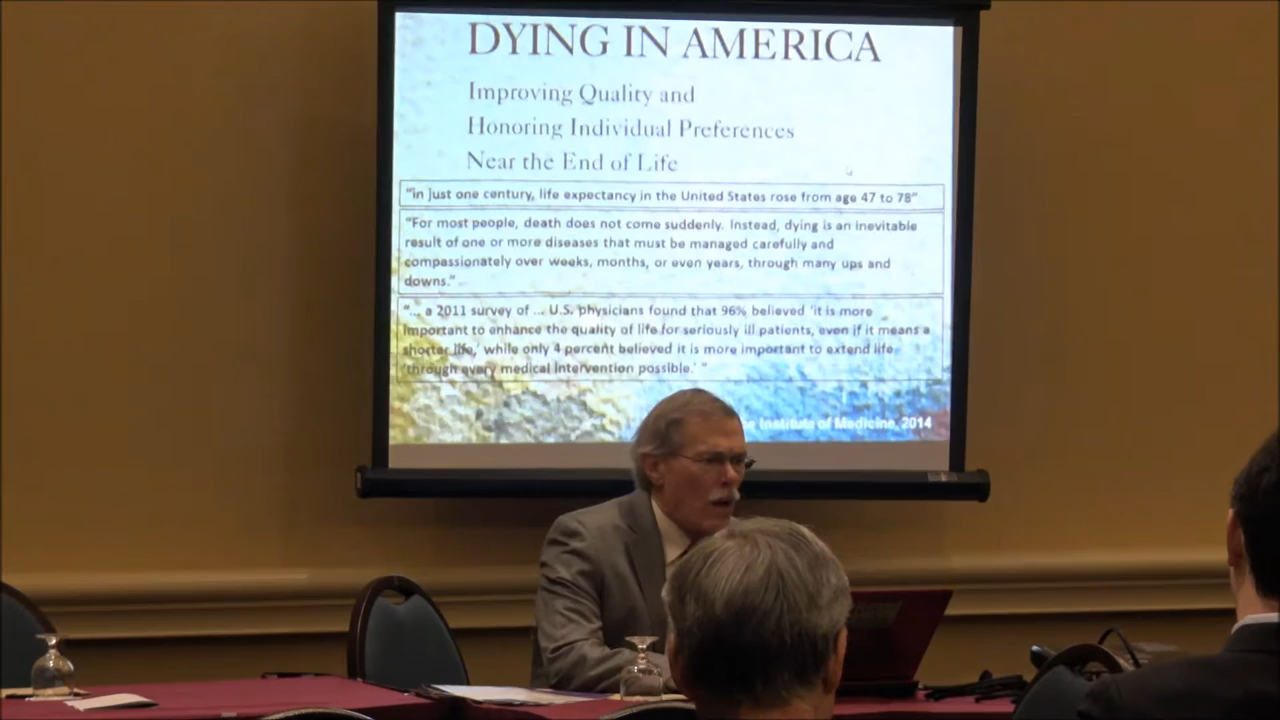 DYING IN AMERICA
Improving Quality and
Honoring Individual Preferences
Near the End of Life
"in just one century, life expectancy in the United States rose from age 47 to 78"
"For most people, death does not come suddenly. Instead, dying is an inevitable
result of one or more diseases that must be managed carefully and
compassionately over weeks, months, or even years, through many ups and
downs."
"... a 2011 survey of ... U.S. physicians found that 96% believed 'it is more
important to enhance the quality of life for seriously ill patients, even if it means a
shorter life,' while only 4 percent believed it is more important to extend life
'through every medical intervention possible.' "
Institute of Medicine, 2014